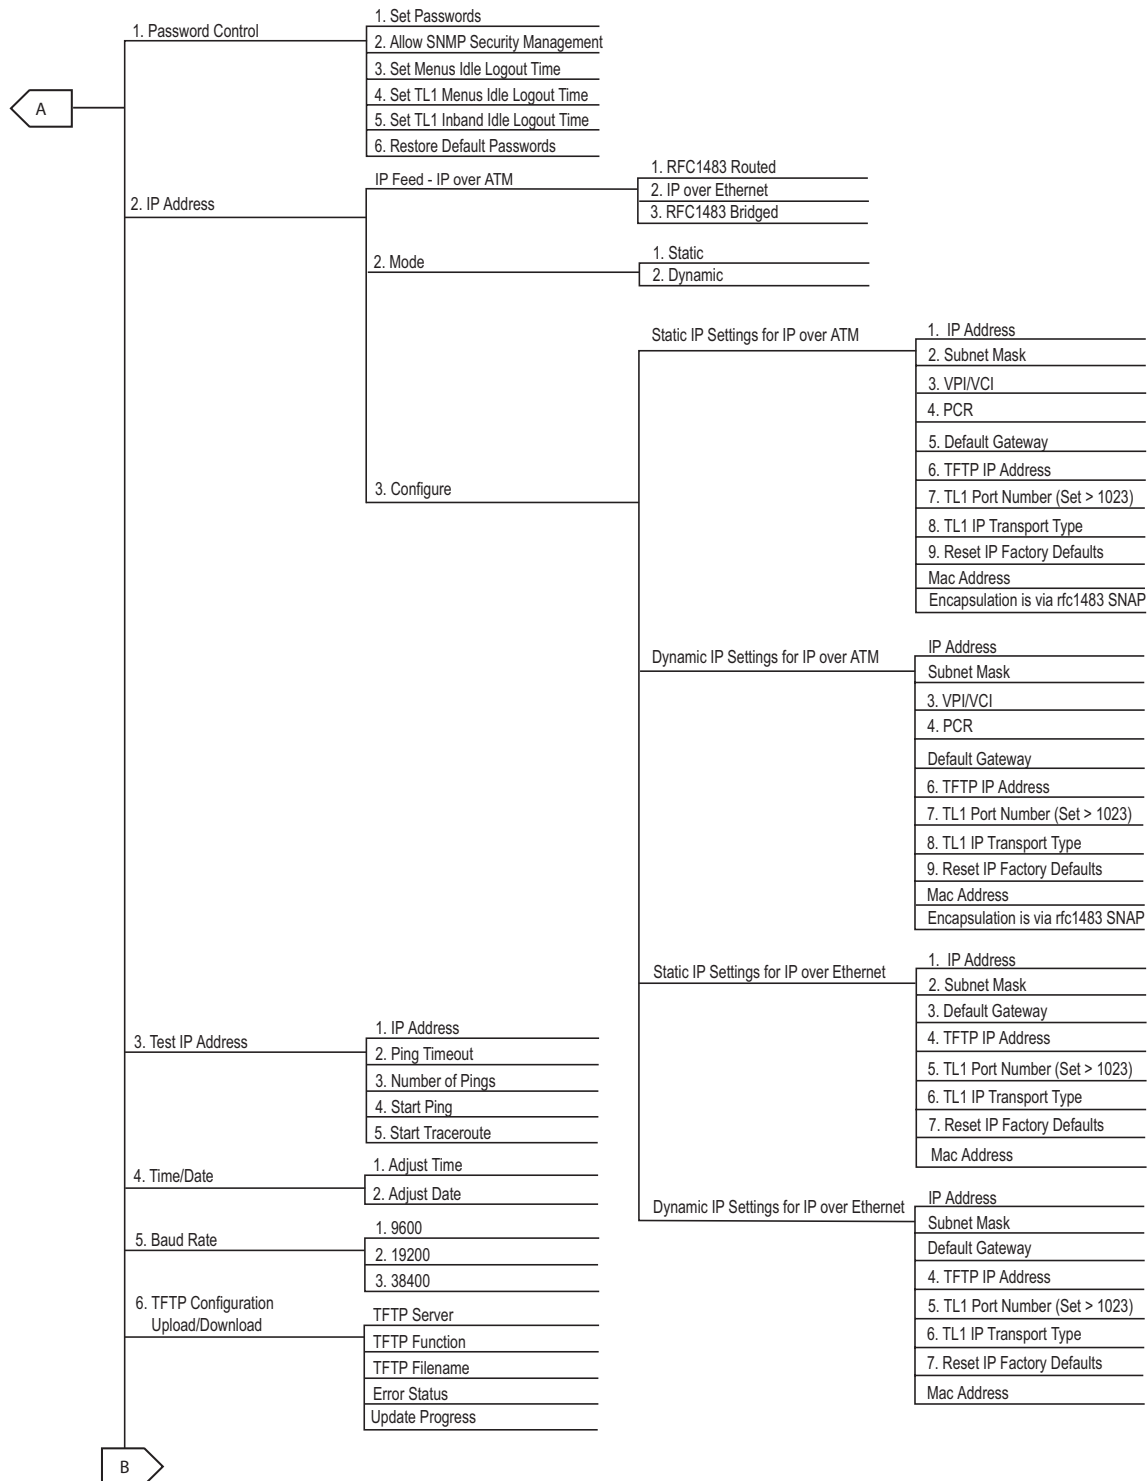 A
1. Password Control
1. Set Passwords
2. Allow SNMP Security Management
3. Set Menus Idle Logout Time
4. Set TL1 Menus Idle Logout Time
5. Set TL1 Inband Idle Logout Time
6. Restore Default Passwords
2. IP Address
IP Feed - IP over ATM
1. RFC1483 Routed
2. IP over Ethernet
3. RFC1483 Bridged
2. Mode
1. Static
2. Dynamic
3. Configure
Static IP Settings for IP over ATM
1. IP Address
2. Subnet Mask
3. VPI/VCI
4. PCR
5. Default Gateway
6. TFTP IP Address
7. TL1 Port Number (Set > 1023)
8. TL1 IP Transport Type
9. Reset IP Factory Defaults
Mac Address
Encapsulation is via rfc1483 SNAP
Dynamic IP Settings for IP over ATM
IP Address
Subnet Mask
3. VPI/VCI
4. PCR
Default Gateway
6. TFTP IP Address
7. TL1 Port Number (Set > 1023)
8. TL1 IP Transport Type
9. Reset IP Factory Defaults
Mac Address
Encapsulation is via rfc1483 SNAP
Static IP Settings for IP over Ethernet
1. IP Address
2. Subnet Mask
3. Default Gateway
4. TFTP IP Address
5. TL1 Port Number (Set > 1023)
6. TL1 IP Transport Type
7. Reset IP Factory Defaults
Mac Address
Dynamic IP Settings for IP over Ethernet
IP Address
Subnet Mask
Default Gateway
4. TFTP IP Address
5. TL1 Port Number (Set > 1023)
6. TL1 IP Transport Type
7. Reset IP Factory Defaults
Mac Address
3. Test IP Address
1. IP Address
2. Ping Timeout
3. Number of Pings
4. Start Ping
5. Start Traceroute
4. Time/Date
1. Adjust Time
2. Adjust Date
5. Baud Rate
1. 9600
2. 19200
3. 38400
6. TFTP Configuration
Upload/Download
TFTP Server
TFTP Function
TFTP Filename
Error Status
Update Progress
B